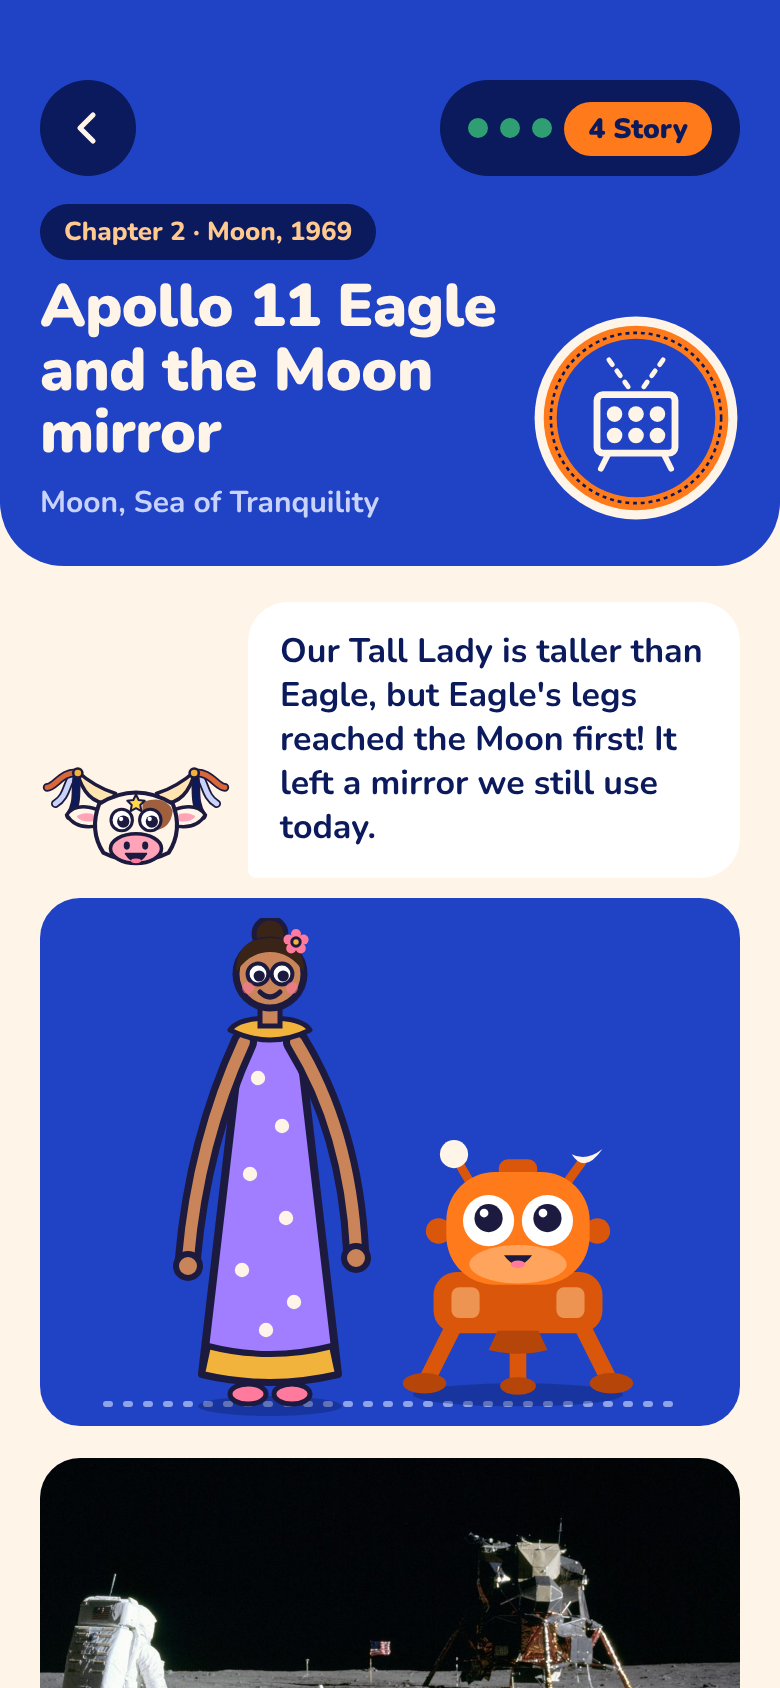 4 Story
Chapter 2 · Moon, 1969
Apollo 11 Eagle
and the Moon
mirror
Moon, Sea of Tranquility
Our Tall Lady is taller than
Eagle, but Eagle's legs
reached the Moon first! It
left a mirror we still use
today.